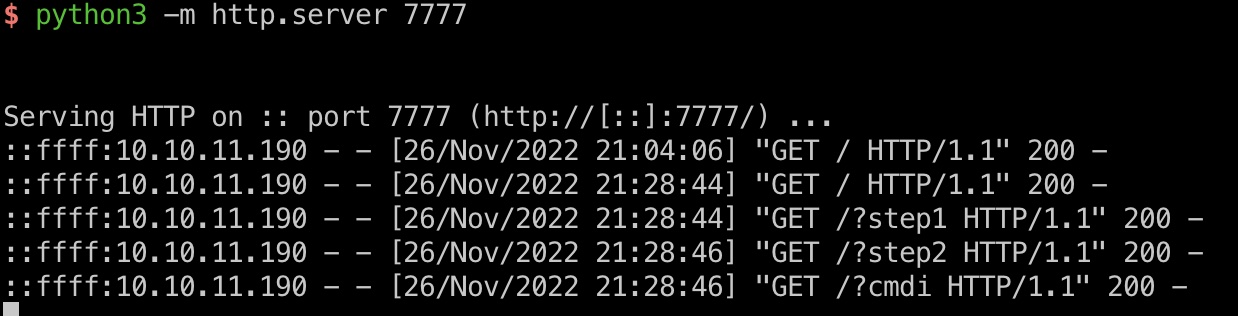 $ python3 -m http.server 7777
Serving HTTP on :: port 7777 (http://[::]:7777/) ...
::ffff:10.10.11.190 - - [26/Nov/2022 21:04:06] "GET / HTTP/1.1" 200 -
::ffff:10.10.11.190 - - [26/Nov/2022 21:28:44] "GET / HTTP/1.1" 200 -
::ffff:10.10.11.190 - - [26/Nov/2022 21:28:44] "GET /?step1 HTTP/1.1" 200 -
::ffff:10.10.11.190 - - [26/Nov/2022 21:28:46] "GET /?step2 HTTP/1.1" 200 -
::ffff:10.10.11.190 - - [26/Nov/2022 21:28:46] "GET /?cmdi HTTP/1.1" 200 -